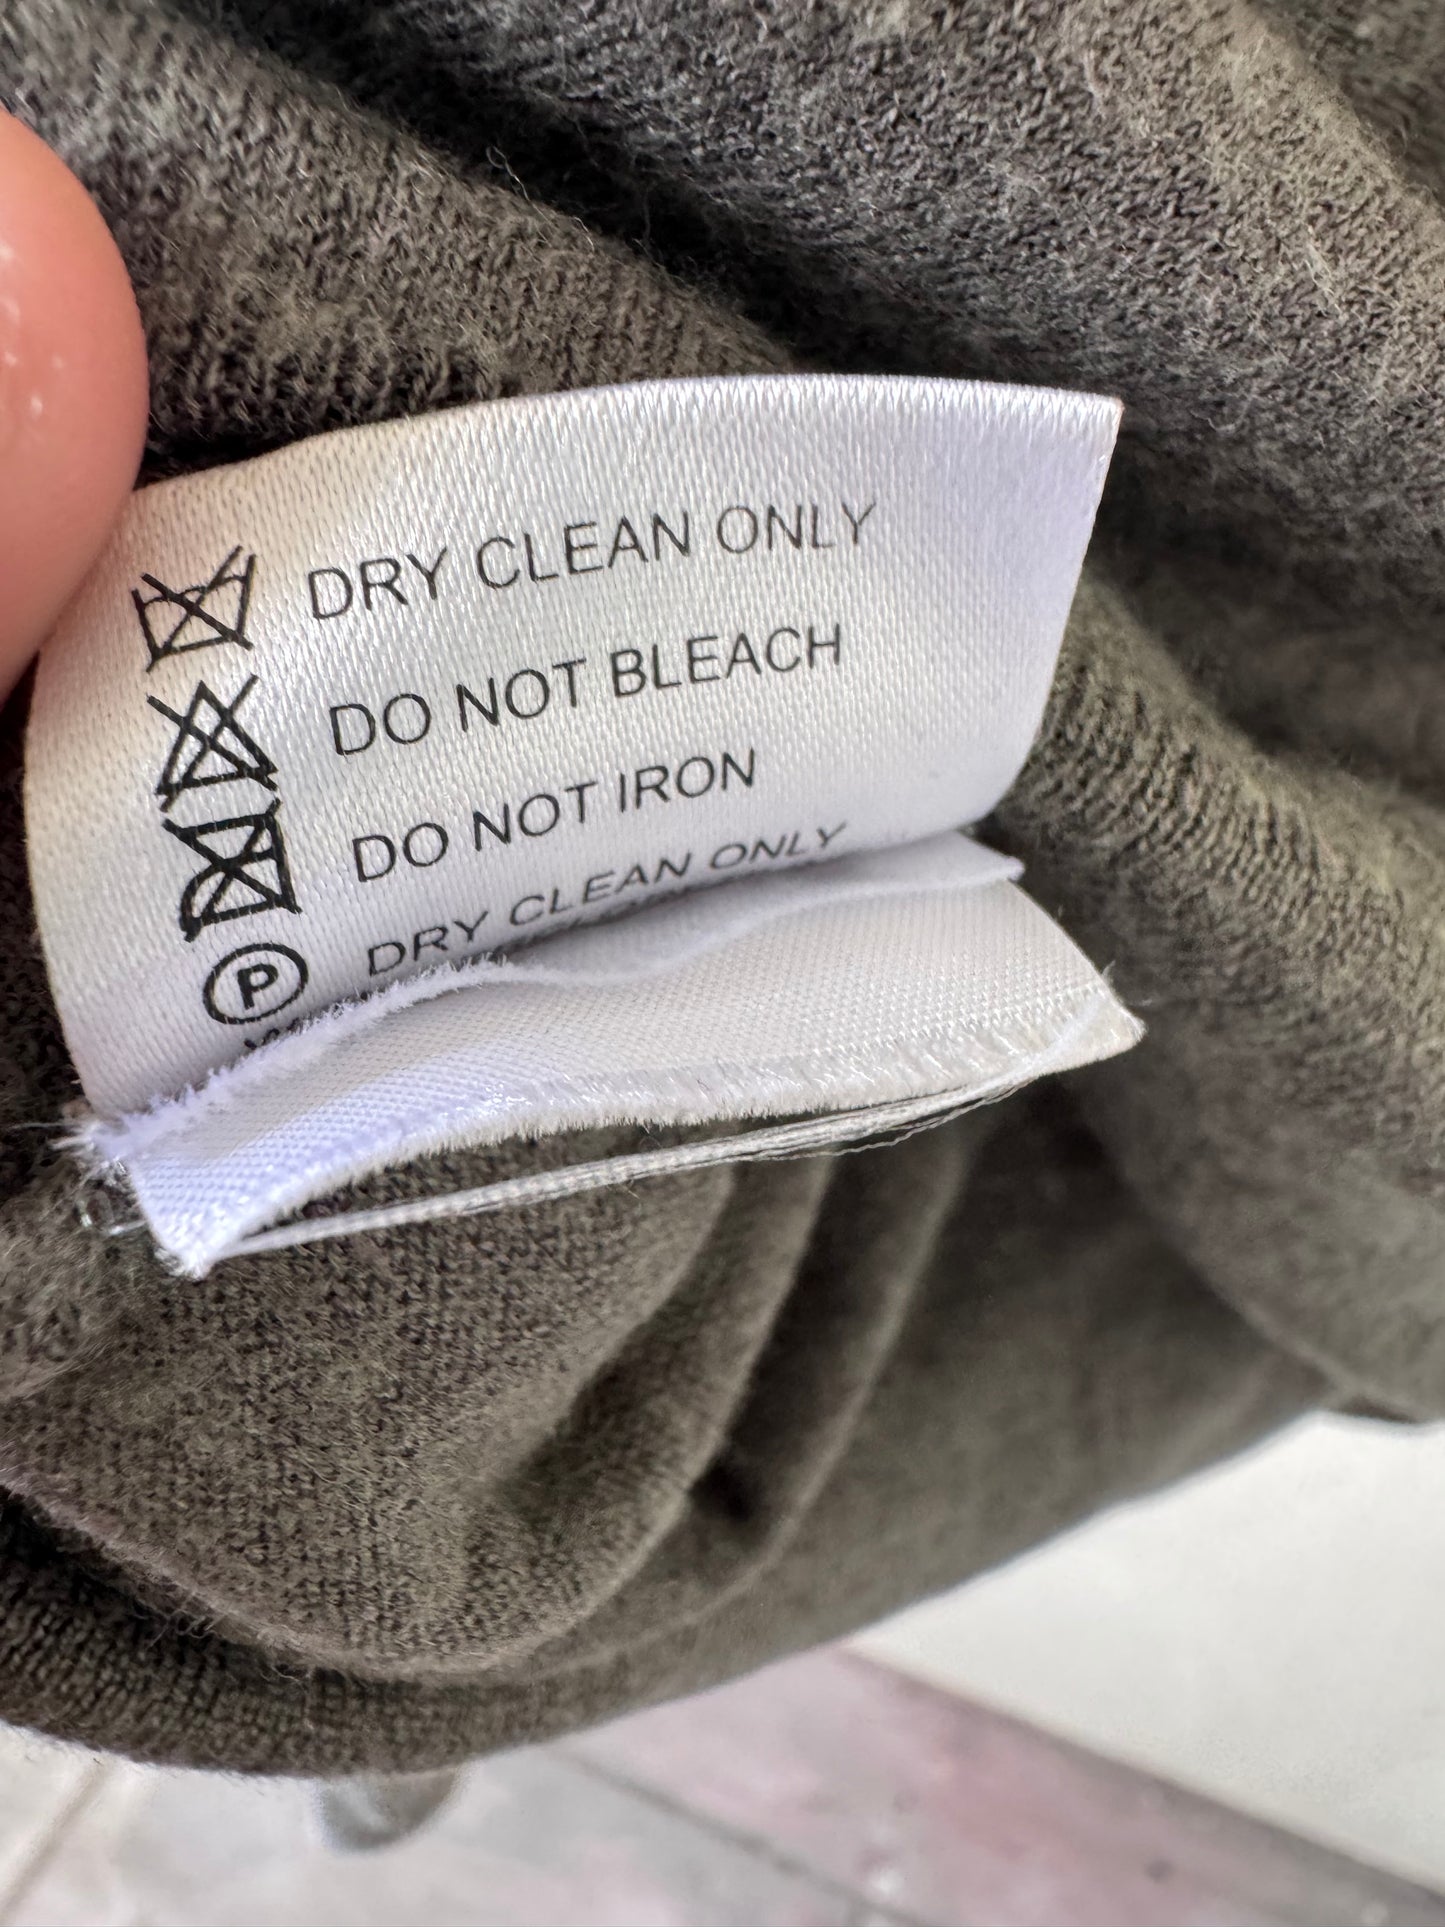 DRY CLEAN ONLY
DO NOT BLEACH
DO NOT IRON
P DRY CLEAN ONLY